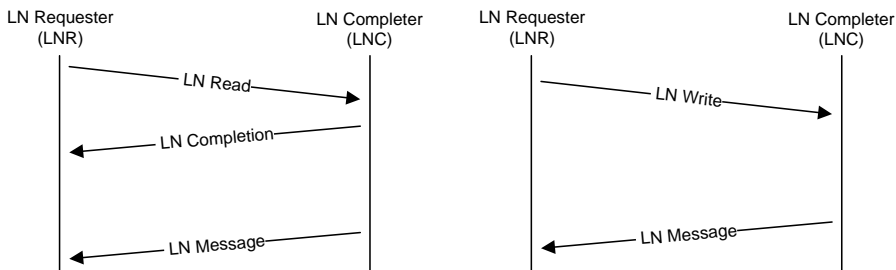 LN Requester
(LNR)
LN Completer
(LNC)
LN Read
LN Completion
LN Message
LN Requester
(LNR)
LN Completer
(LNC)
LN Write
LN Message